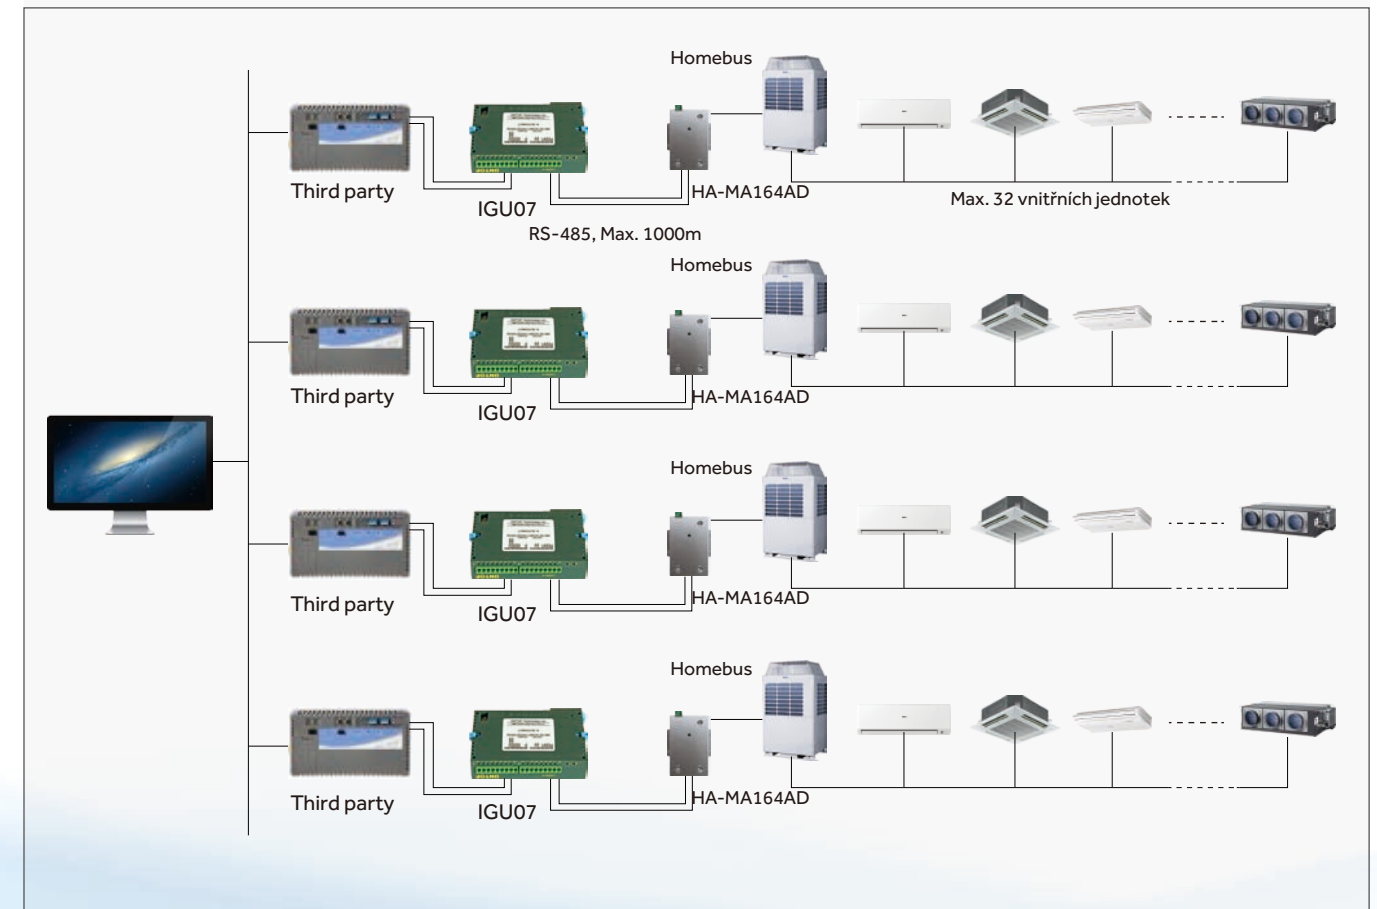 Homebus
Third party
IGU07
HA-MA164AD
Max. 32 vnitřních jednotek
RS-485, Max. 1000m
Homebus
Third party
IGU07
HA-MA164AD
Homebus
Third party
IGU07
HA-MA164AD
Homebus
Third party
IGU07
HA-MA164AD